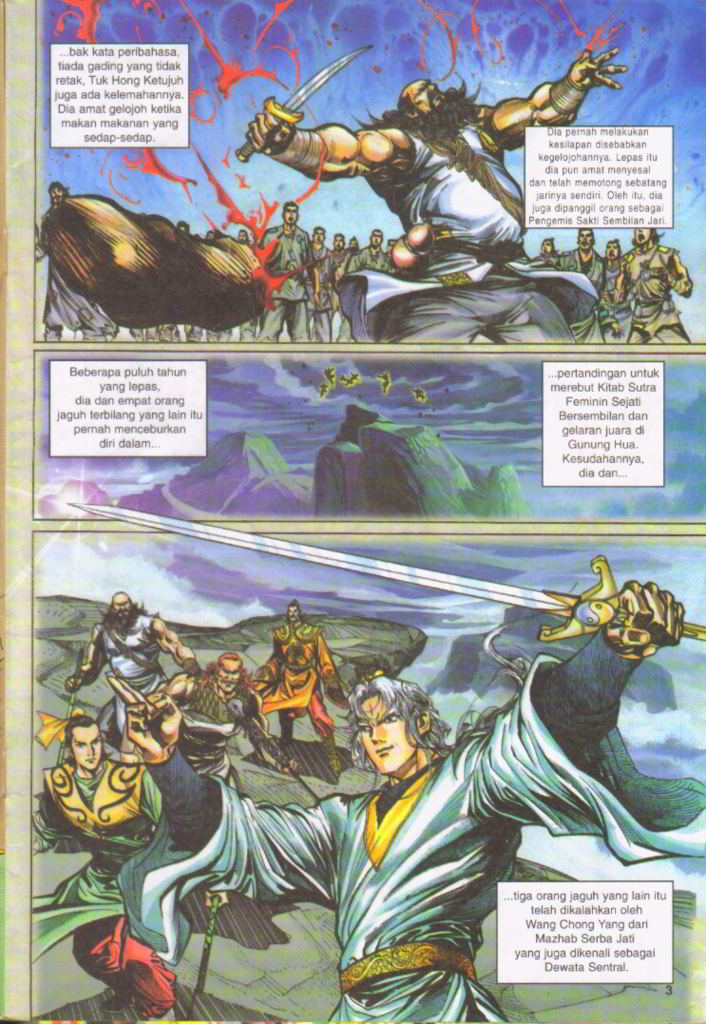 ...bak kata peribahasa,
tiada gading yang tidak
retak, Tuk Hong Ketujuh
juga ada kelemahannya.
Dia amat gelojoh ketika
makan makanan yang
sedap-sedap.
Dia pernah melakukan
kesilapan disebabkan
kegelojohannya. Lepas itu
dia pun amat menyesal
dan telah memotong sebatang
jarinya sendiri. Oleh itu, dia
juga dipanggil orang sebagai
Pengemis Sakti Sembilan Jari.
Beberapa puluh tahun
yang lepas,
dia dan empat orang
jaguh terbilang yang lain itu
pernah menceburkan
diri dalam...
...pertandingan untuk
merebut Kitab Sutra
Feminin Sejati
Bersembilan dan
gelaran juara di
Gunung Hua.
Kesudahannya,
dia dan...
...tiga orang jaguh yang lain itu
telah dikalahkan oleh
Wang Chong Yang dari
Mazhab Serba Jati
yang juga dikenali sebagai
Dewata Sentral.
3